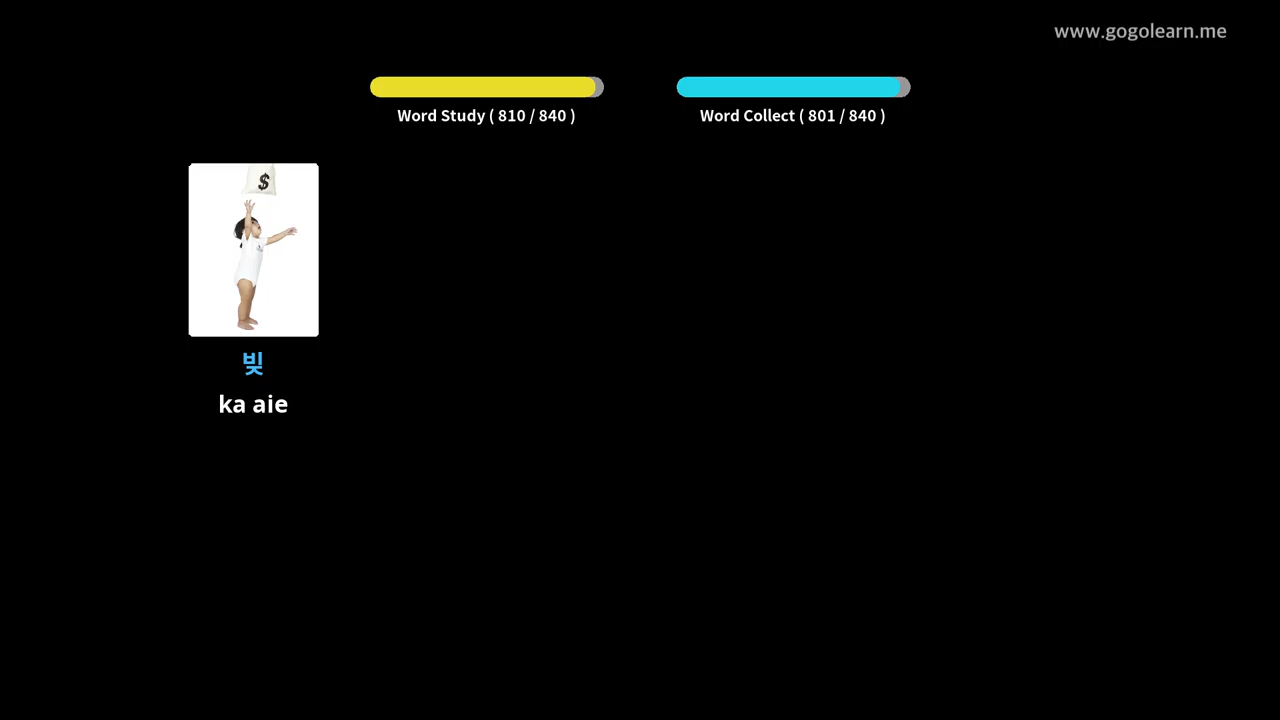 www.gogolearn.me
Word Study ( 810 / 840 )
Word Collect ( 801 / 840 )
$
빚
ka aie